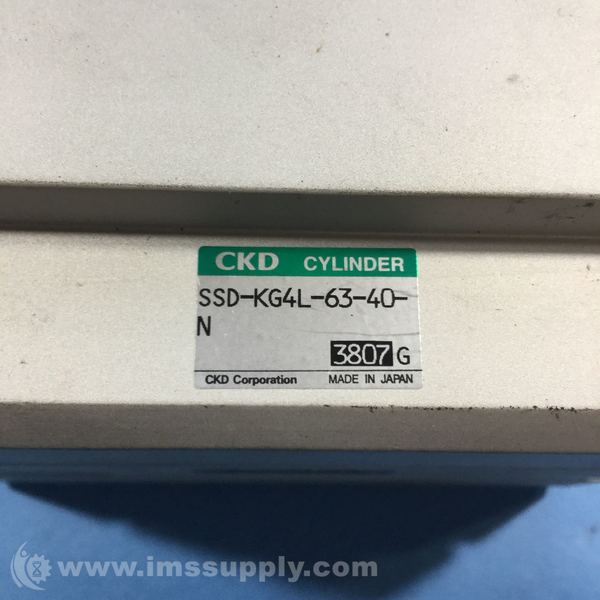 CKD CYLINDER
SSD-KG4L-63-40-
N
3807 G
CKD Corporation MADE IN JAPAN
© www.imssupply.com